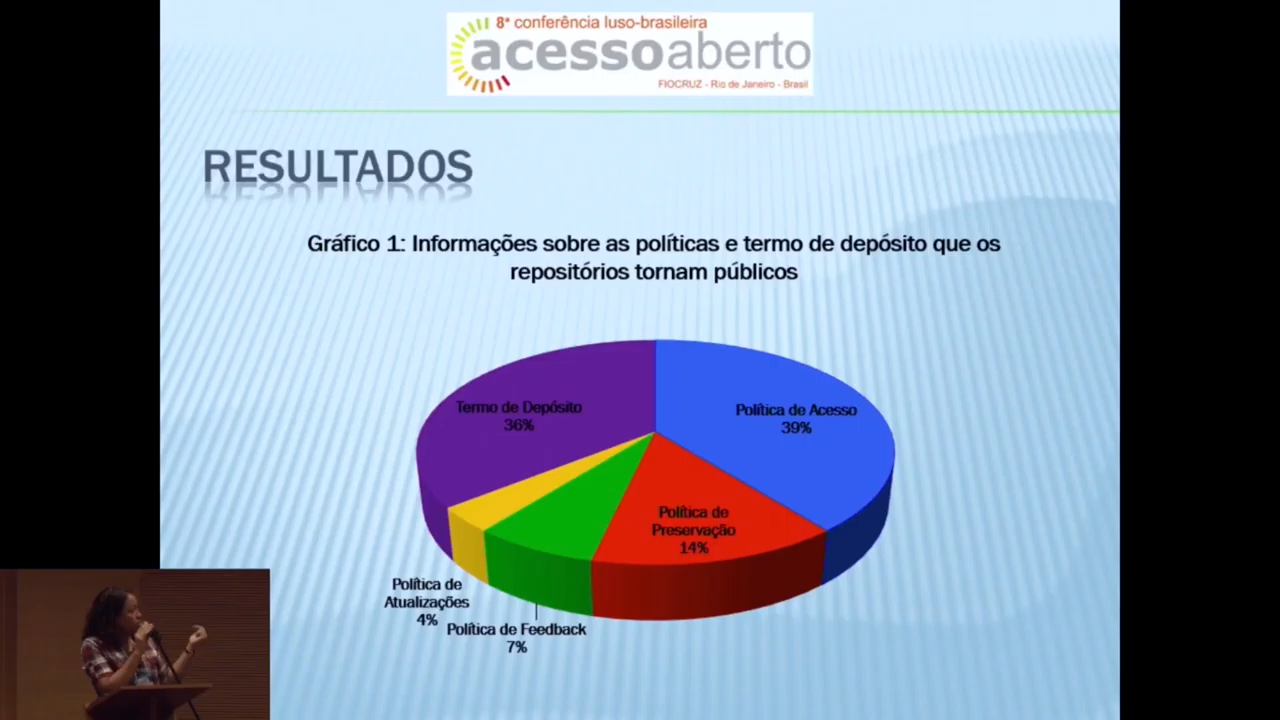 8ª conferência luso-brasileira
acessoaberto
FIOCRUZ - Rio de Janeiro - Brasil
RESULTADOS
Gráfico 1: Informações sobre as políticas e termo de depósito que os
repositórios tornam públicos
Termo de Depósito
36%
Política de Acesso
39%
Política de
Preservação
14%
Política de
Atualizações
4%
Política de Feedback
7%